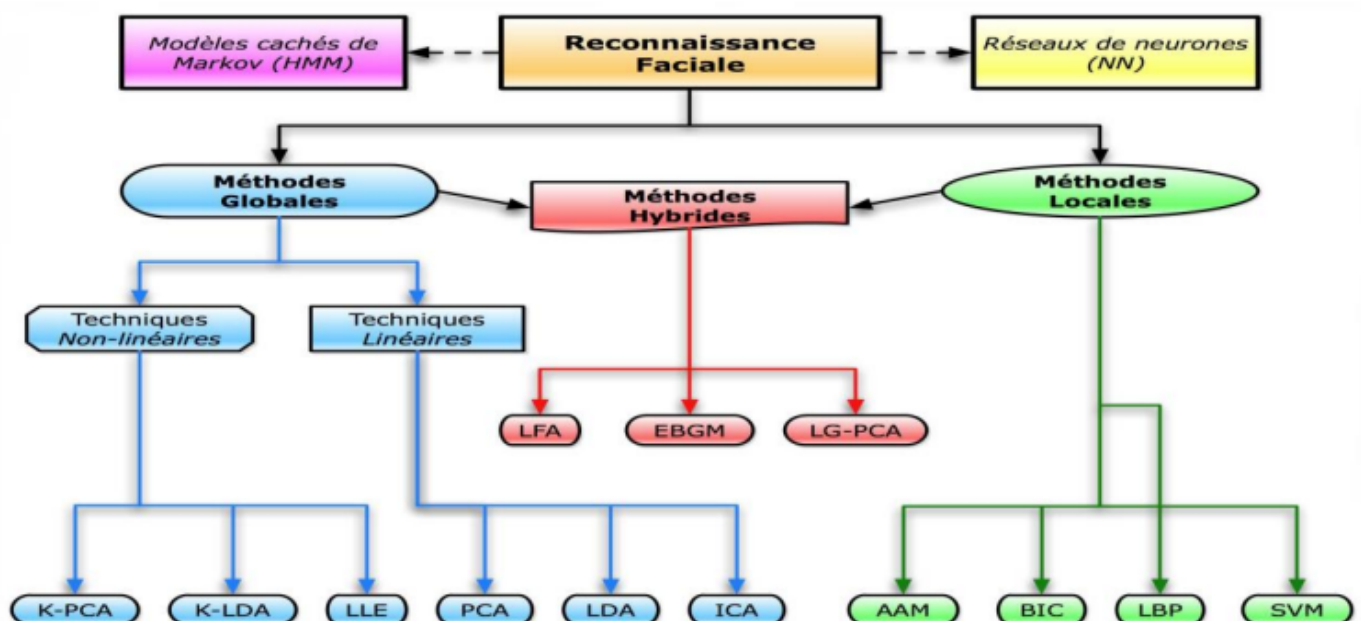 Modèles cachés de
Markov (HMM)
Reconnaissance
Faciale
Réseaux de neurones
(NN)
Méthodes
Globales
Méthodes
Hybrides
Méthodes
Locales
Techniques
Non-linéaires
Techniques
Linéaires
LFA
EBGM
LG-PCA
K-PCA
K-LDA
LLE
PCA
LDA
ICA
AAM
BIC
LBP
SVM